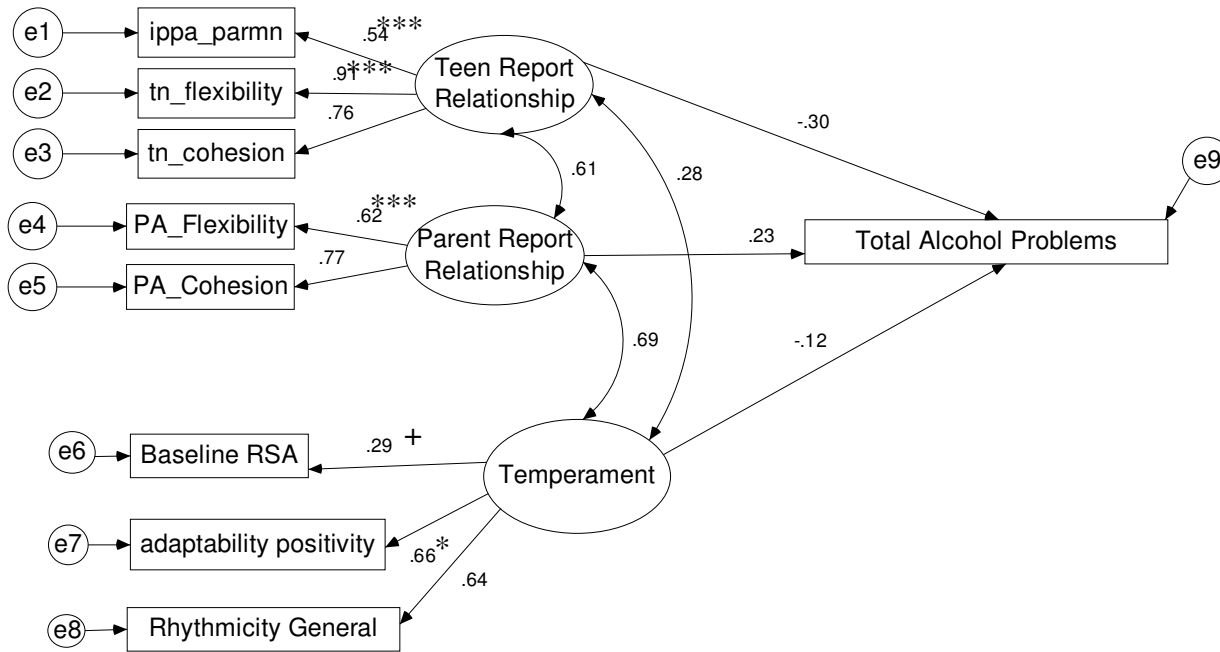 e1
ippa_parmn
.54***
e2
tn_flexibility
.91***
e3
tn_cohesion
.76
Teen Report
Relationship
-.30
.61
.28
e9
e4
PA_Flexibility
.62***
e5
PA_Cohesion
.77
Parent Report
Relationship
.23
Total Alcohol Problems
.69
-.12
e6
Baseline RSA
.29 +
Temperament
e7
adaptability positivity
.66*
.64
e8
Rhythmicity General